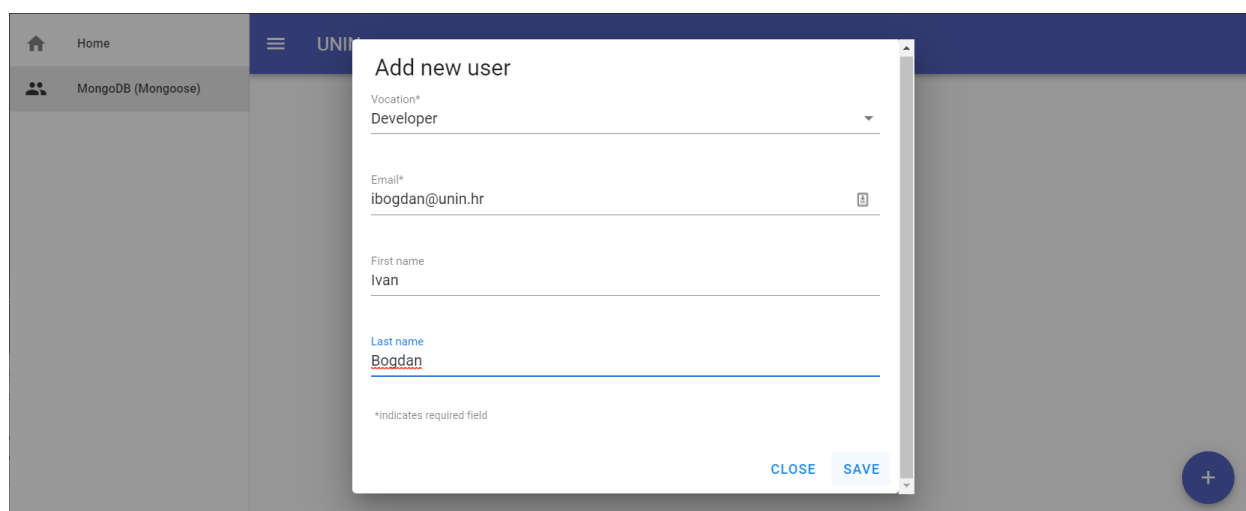 Home
UNIN
MongoDB (Mongoose)
Add new user
Vocation*
Developer
Email*
ibogdan@unin.hr
First name
Ivan
Last name
Bogdan
*indicates required field
CLOSE SAVE
+